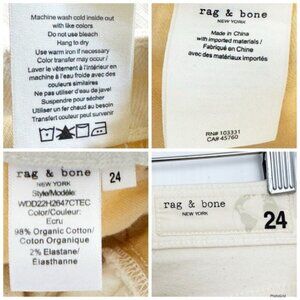 Machine wash cold inside out
with like colors
Do not use bleach
Hang to dry
Use warm iron if necessary
Color transfer may occur /
Laver le vêtement à l'intérieur en
machine à l'eau froide avec des
couleurs similaires
Ne pas utiliser d'eau de javel
Suspendre pour sécher
Utiliser un fer chaud au besoin
Transfert couleur peut survenir
rag & bone
NEW YORK
Made in China
with imported materials /
Fabriqué en China
avec des matériaux importés
RN# 103331
CA# 45760
rag & bone
NEW YORK
Style/Modèle:
WDD22H2647CTEC
Color/Couleur:
Ecru
98% Organic Cotton/
Coton Organique
2% Elastane/
Élasthanne
24
rag & bone
NEW YORK
24
PhotoGrid